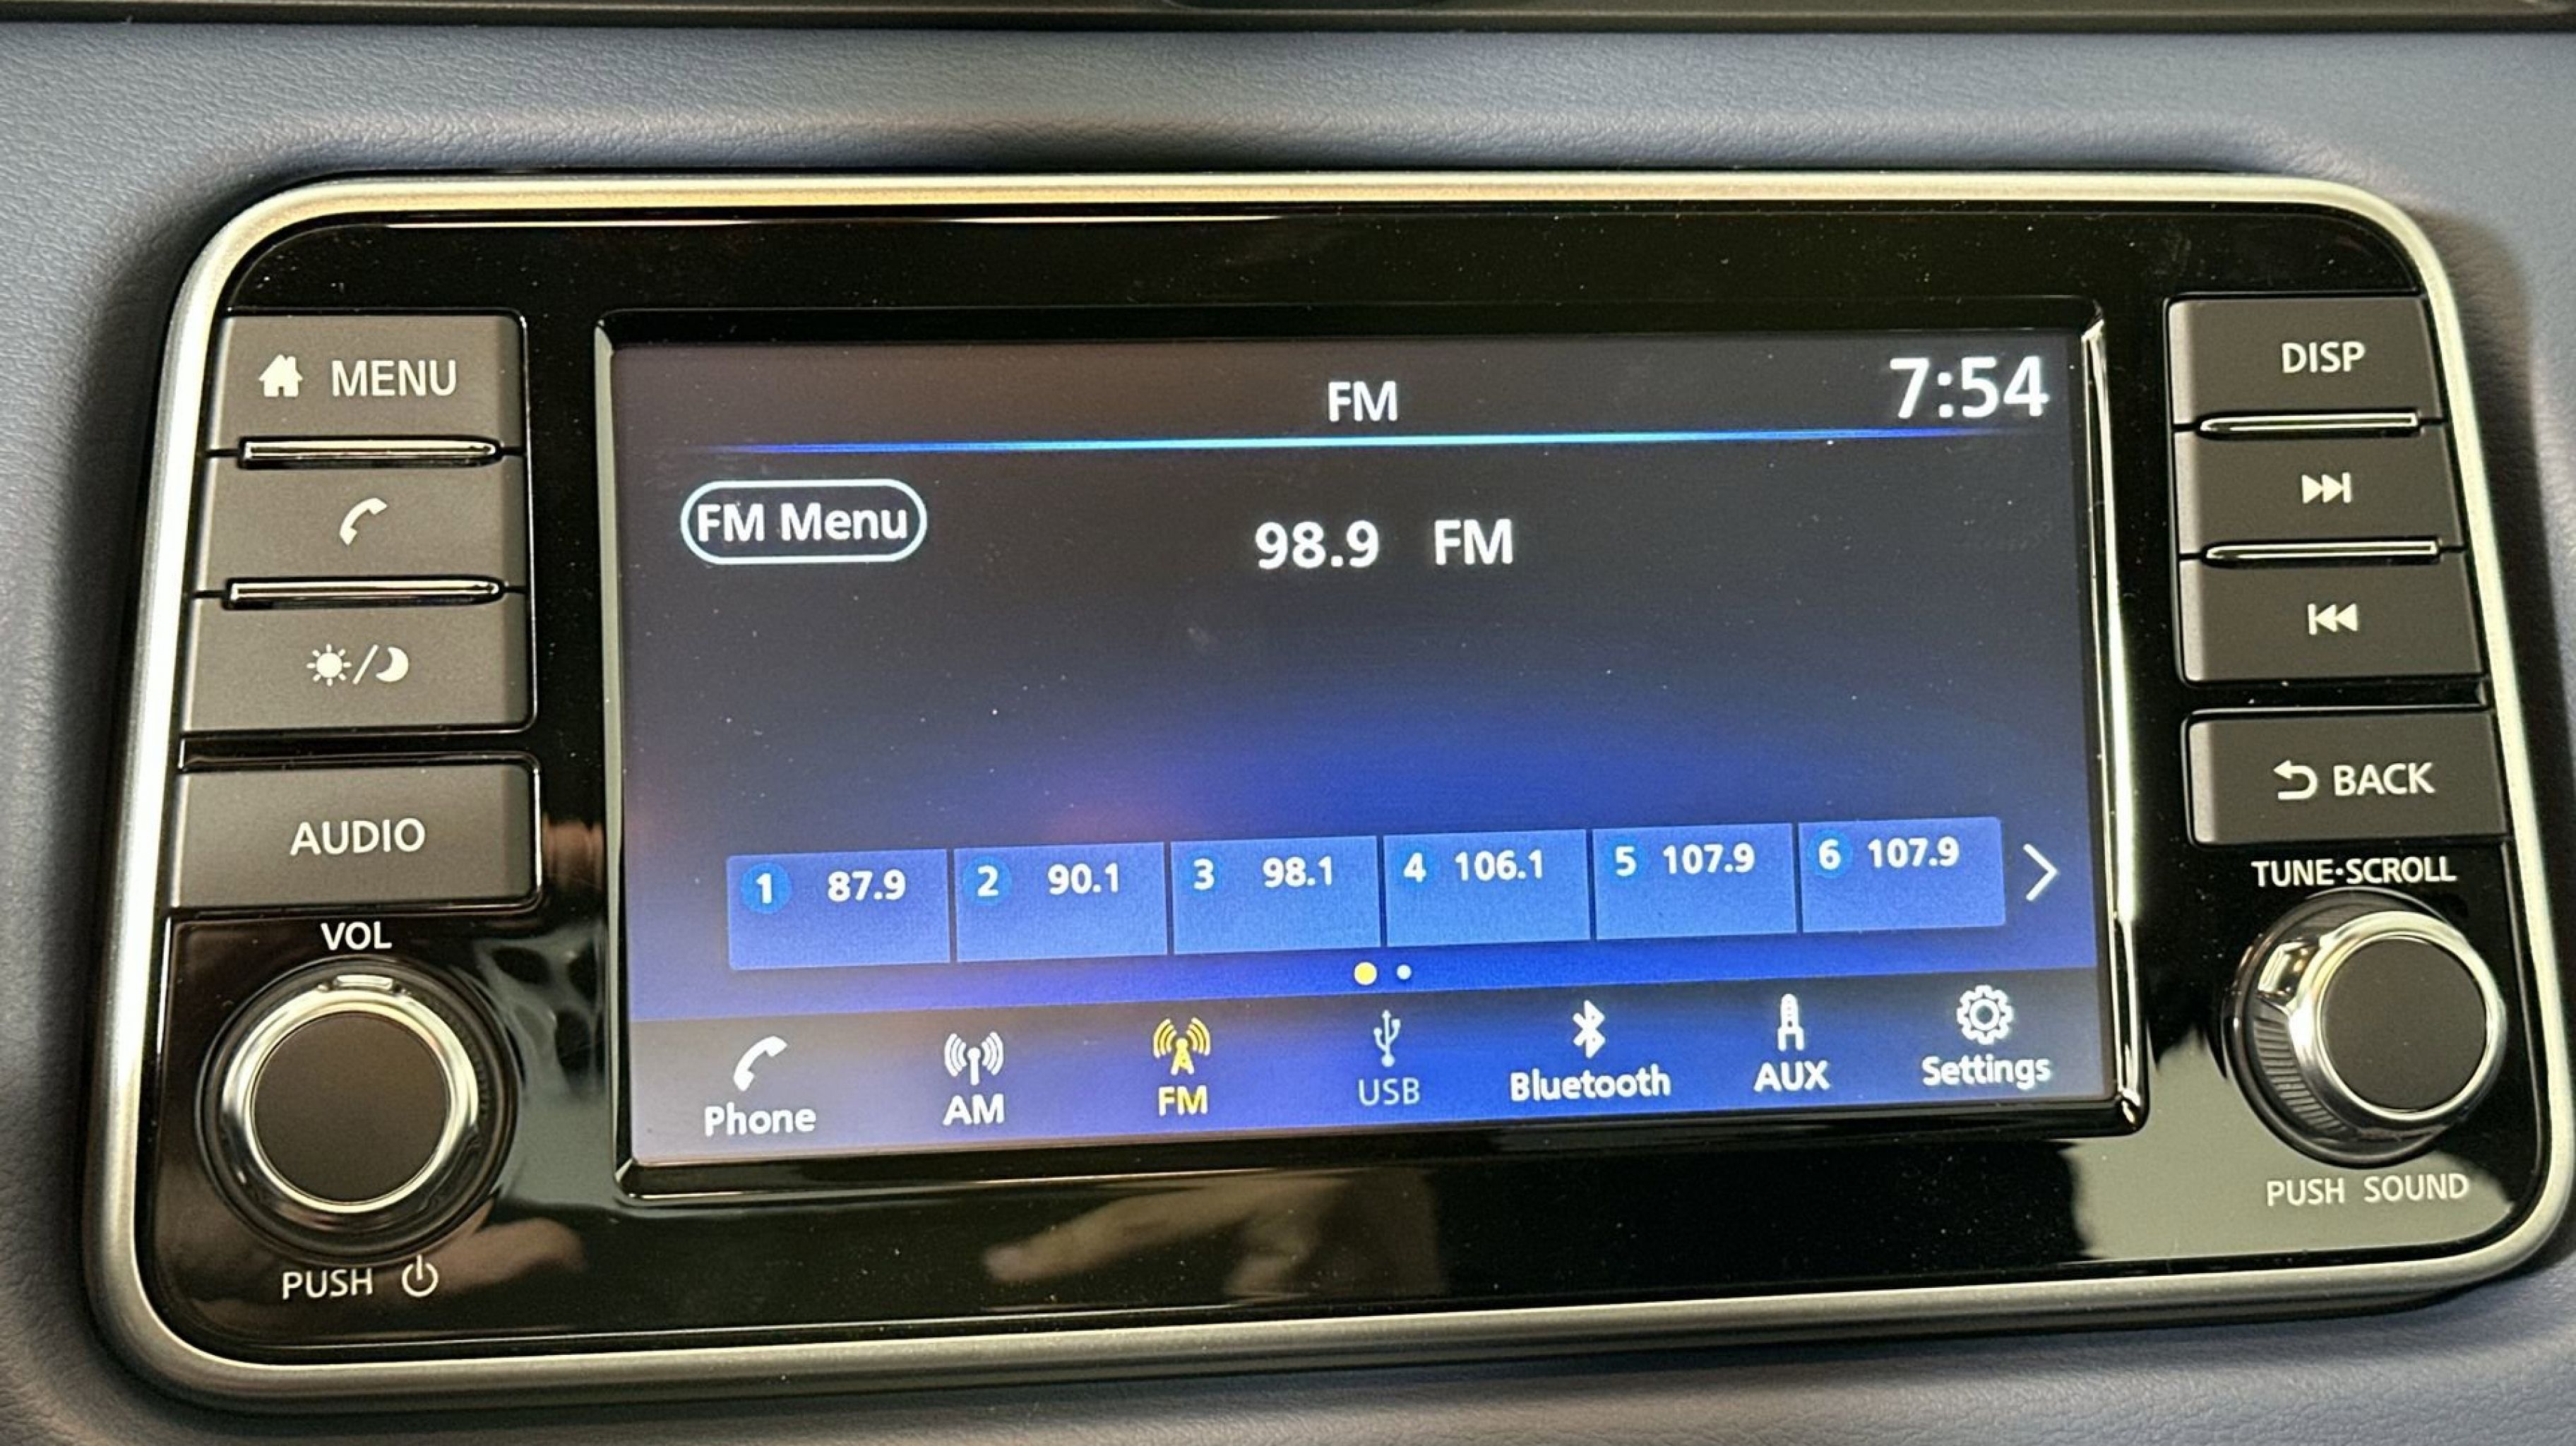 MENU
AUDIO
VOL
PUSH
FM
7:54
FM Menu
98.9 FM
1 87.9
2 90.1
3 98.1
4 106.1
5 107.9
6 107.9
Phone
AM
FM
USB
Bluetooth
AUX
Settings
DISP
BACK
TUNE·SCROLL
PUSH SOUND